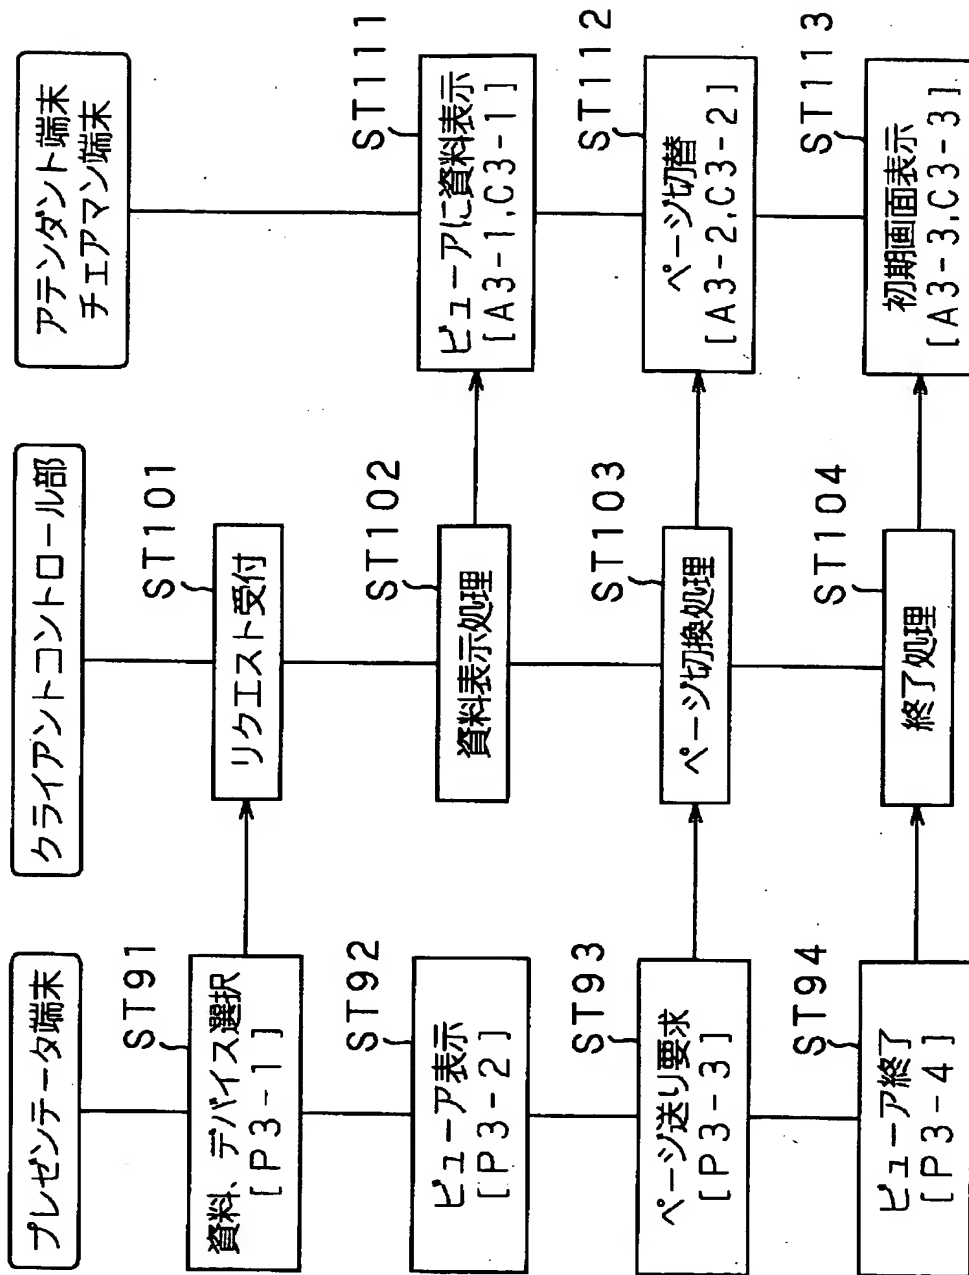 プレゼンテータ端末
ST91
資料、デバイス選択
[P3-1]
ST92
ビューア表示
[P3-2]
ST93
ページ送り要求
[P3-3]
ST94
ビューア終了
[P3-4]
クライアントコントロール部
ST101
リクエスト受付
ST102
資料表示処理
ST103
ページ切換処理
ST104
終了処理
アテンダント端末
チェアマン端末
ST111
ビューアに資料表示
[A3-1,C3-1]
ST112
ページ切替
[A3-2,C3-2]
ST113
初期画面表示
[A3-3,C3-3]